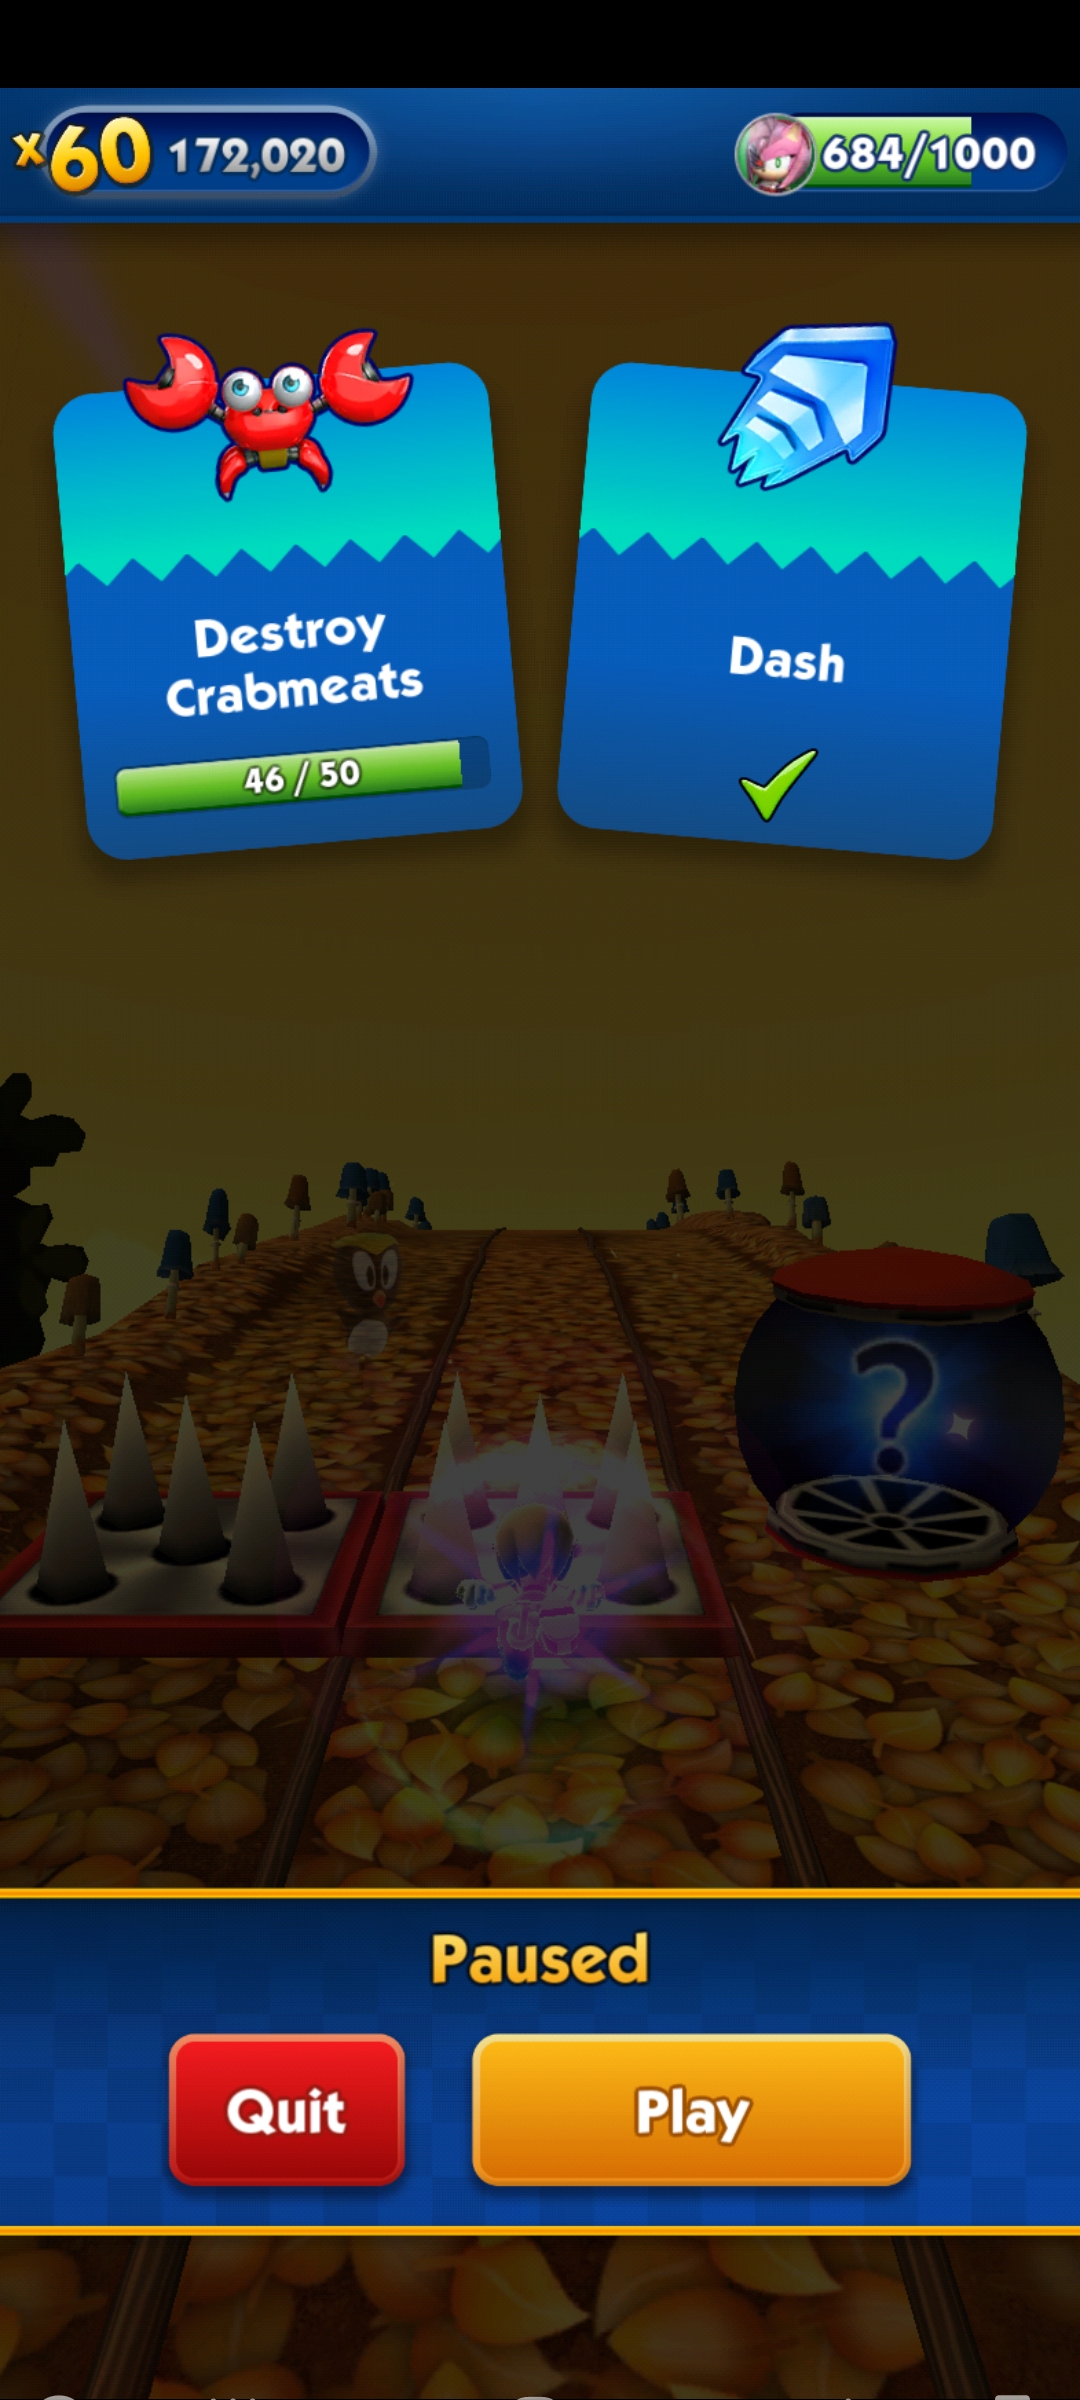 x60 172,020
684/1000
Destroy
Crabmeats
46 / 50
Dash
?
Paused
Quit
Play